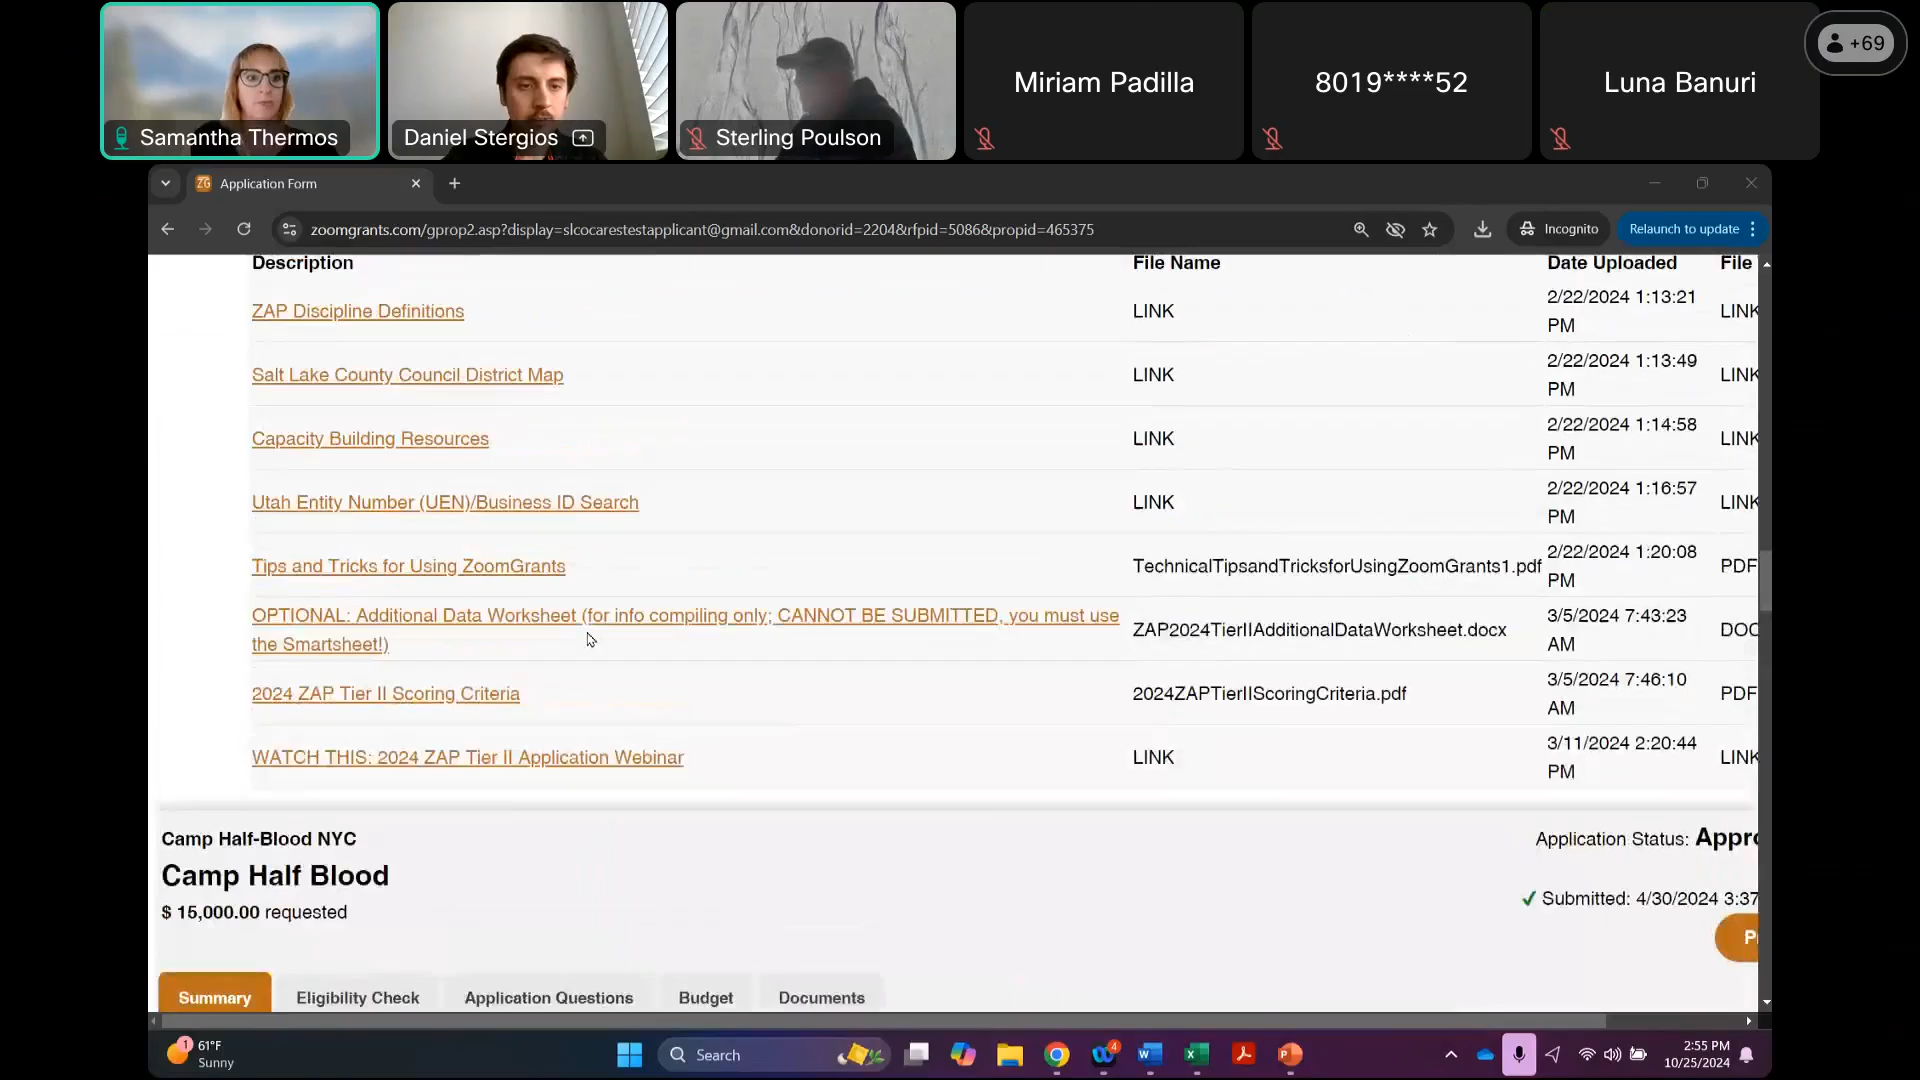 Samantha Thermos
Daniel Stergios
Sterling Poulson
Miriam Padilla
8019****52
Luna Banuri
+69
ZG Application Form
zoomgrants.com/gprop2.asp?display=slcocarestestapplicant@gmail.com&donorid=2204&rfpid=5086&propid=465375
Incognito
Relaunch to update
Description File Name Date Uploaded File
ZAP Discipline Definitions LINK 2/22/2024 1:13:21 PM LINK
Salt Lake County Council District Map LINK 2/22/2024 1:13:49 PM LINK
Capacity Building Resources LINK 2/22/2024 1:14:58 PM LINK
Utah Entity Number (UEN)/Business ID Search LINK 2/22/2024 1:16:57 PM LINK
Tips and Tricks for Using ZoomGrants TechnicalTipsandTricksforUsingZoomGrants1.pdf 2/22/2024 1:20:08 PM PDF
OPTIONAL: Additional Data Worksheet (for info compiling only; CANNOT BE SUBMITTED, you must use
the Smartsheet!) ZAP2024TierIIAdditionalDataWorksheet.docx 3/5/2024 7:43:23 AM DOC
2024 ZAP Tier II Scoring Criteria 2024ZAPTierIIScoringCriteria.pdf 3/5/2024 7:46:10 AM PDF
WATCH THIS: 2024 ZAP Tier II Application Webinar LINK 3/11/2024 2:20:44 PM LINK
Camp Half-Blood NYC
Application Status: Appro
Camp Half Blood
$ 15,000.00 requested
Submitted: 4/30/2024 3:37
P
Summary Eligibility Check Application Questions Budget Documents
1
61°F
Sunny
Search
4
2:55 PM
10/25/2024